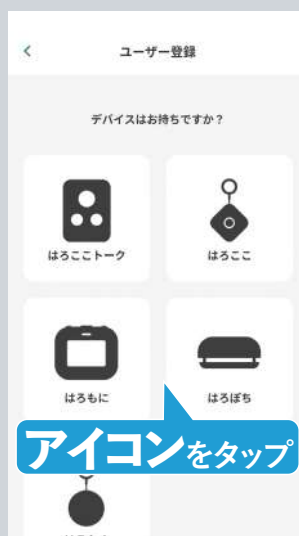 ユーザー登録
デバイスはお持ちですか？
はろここトーク
はろここ
はろもに
はろぽち
アイコンをタップ